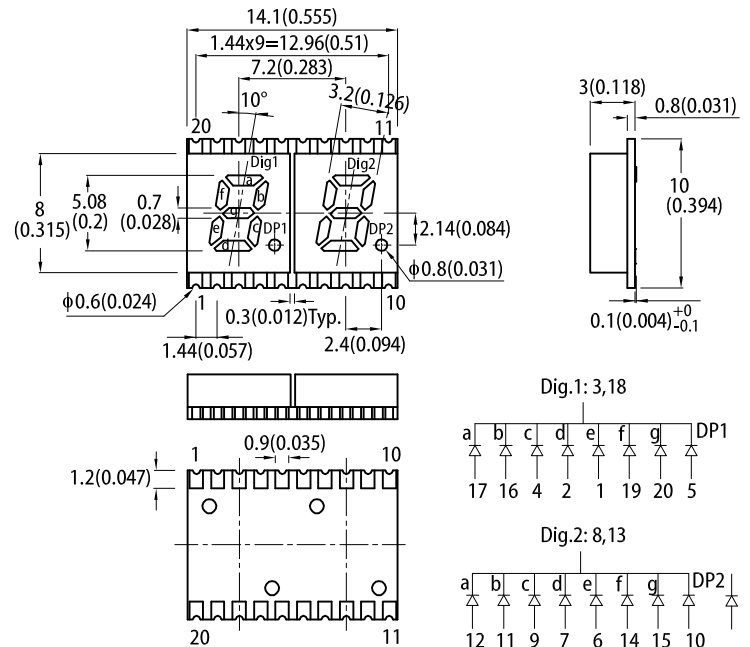 14.1(0.555)
1.44x9=12.96(0.51)
7.2(0.283)
3.2(0.126)
10°
20
11
Dig1
Dig2
a
b
c
d
e
f
g
DP1
DP2
8
(0.315)
5.08
(0.2)
0.7
(0.028)
2.14(0.084)
ϕ0.8(0.031)
ϕ0.6(0.024)
1
10
0.3(0.012)Typ.
1.44(0.057)
2.4(0.094)
3(0.118)
0.8(0.031)
10
(0.394)
0.1(0.004)+0 -0.1
1
0.9(0.035)
10
1.2(0.047)
20
11
Dig.1: 3,18
a b c d e f g DP1
17 16 4 2 1 19 20 5
Dig.2: 8,13
a b c d e f g DP2
12 11 9 7 6 14 15 10